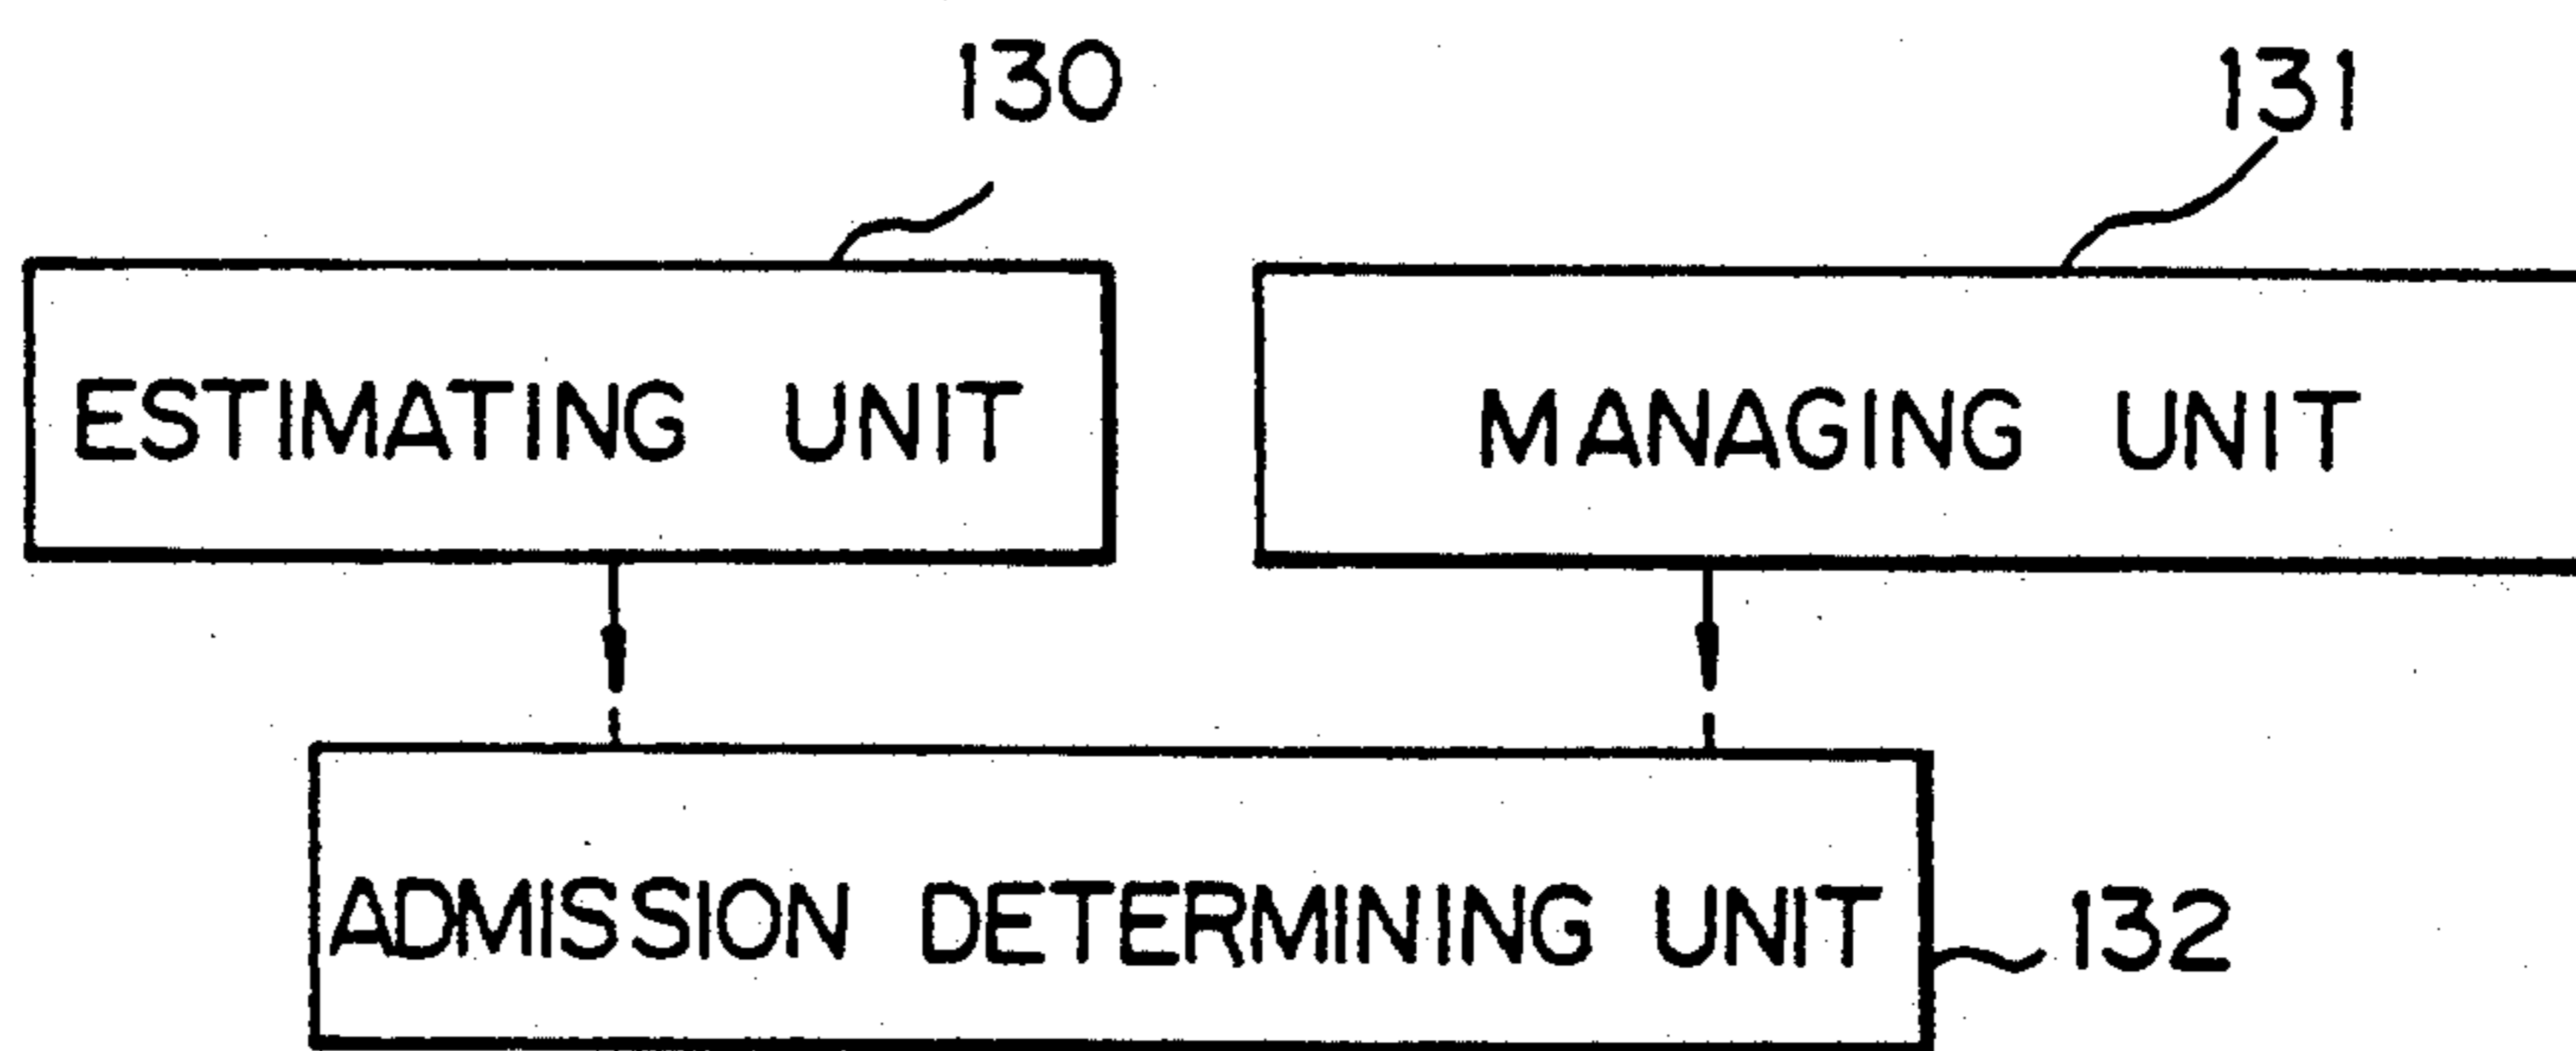 130
131
ESTIMATING UNIT
MANAGING UNIT
ADMISSION DETERMINING UNIT
132